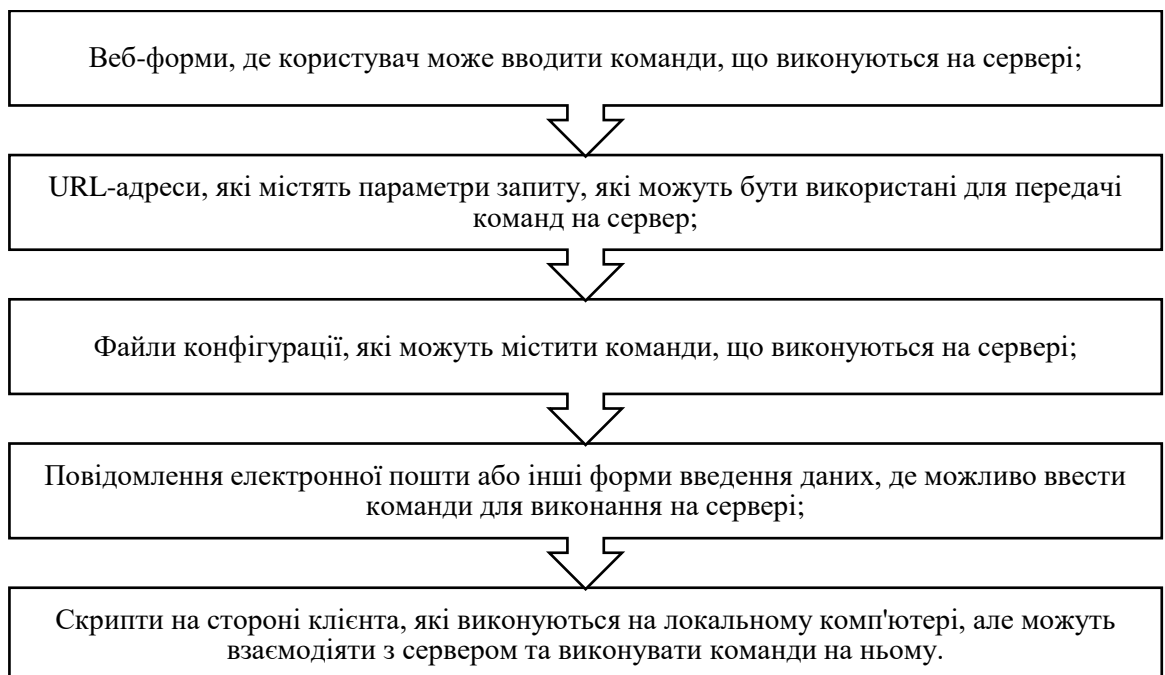 Веб-форми, де користувач може вводити команди, що виконуються на сервері;
URL-адреси, які містять параметри запиту, які можуть бути використані для передачі
команд на сервер;
Файли конфігурації, які можуть містити команди, що виконуються на сервері;
Повідомлення електронної пошти або інші форми введення даних, де можливо ввести
команди для виконання на сервері;
Скрипти на стороні клієнта, які виконуються на локальному комп'ютері, але можуть
взаємодіяти з сервером та виконувати команди на ньому.